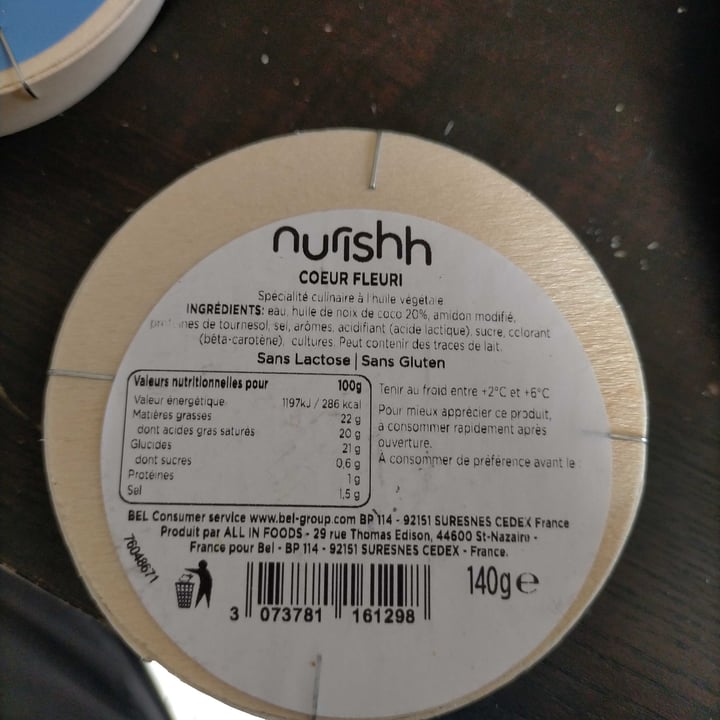 nurishh
COEUR FLEURI
Spécialité culinaire à l'huile végétale
INGRÉDIENTS: eau, huile de noix de coco 20%, amidon modifié,
protéines de tournesol, sel, arômes, acidifiant (acide lactique), sucre, colorant
(bêta-carotène), cultures. Peut contenir des traces de lait.
Sans Lactose | Sans Gluten
Valeurs nutritionnelles pour 100g
Valeur énergétique 1197kJ / 286 kcal
Matières grasses 22 g
dont acides gras saturés 20 g
Glucides 21 g
dont sucres 0,6 g
Protéines 1 g
Sel 1,5 g
Tenir au froid entre +2°C et +6°C
Pour mieux apprécier ce produit,
à consommer rapidement après
ouverture.
À consommer de préférence avant le :
BEL Consumer service www.bel-group.com BP 114 - 92151 SURESNES CEDEX France
Produit par ALL IN FOODS - 29 rue Thomas Edison, 44600 St-Nazaire -
France pour Bel - BP 114 - 92151 SURESNES CEDEX - France.
76048671
140g e
3 073781 161298